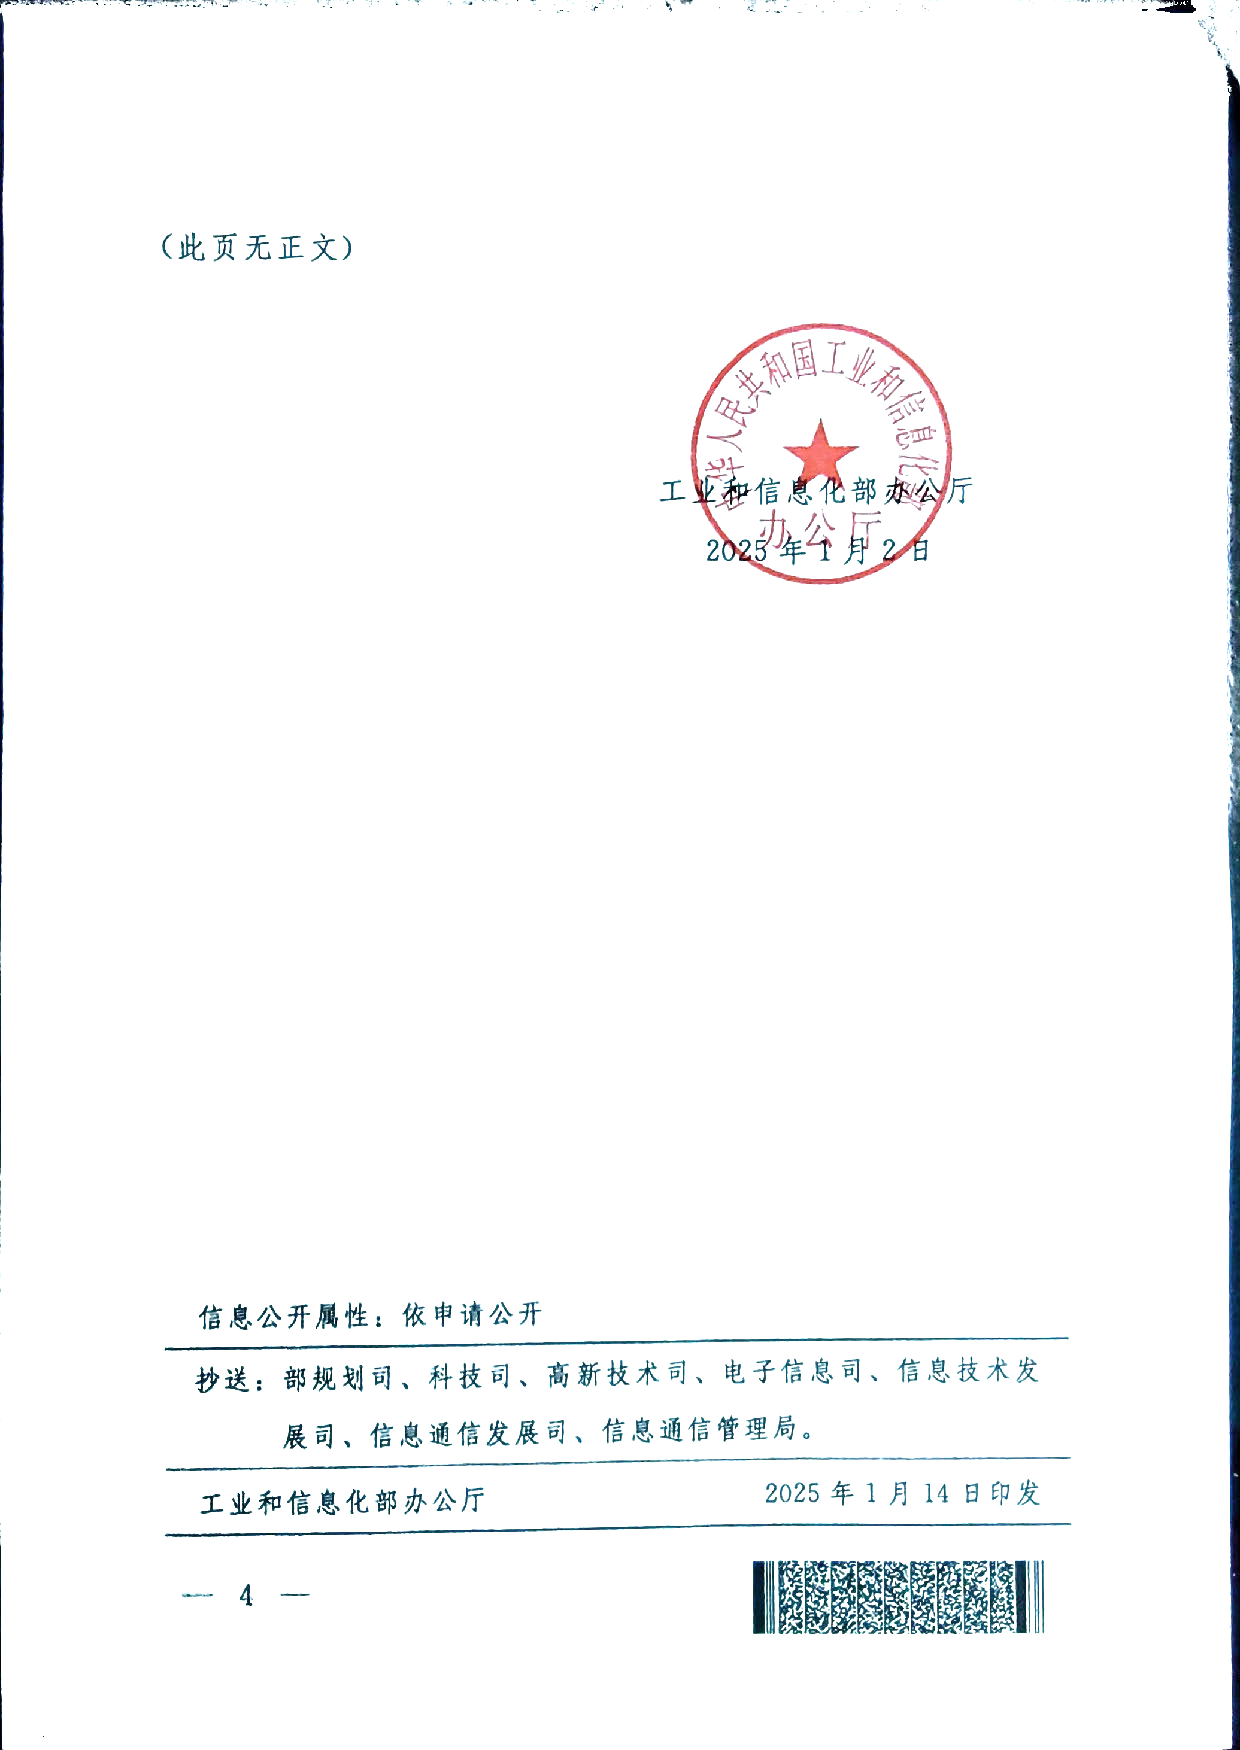 （此页无正文）
中华人民共和国工业和信息化部
工业和信息化部办公厅
办公厅
2025年1月2日
信息公开属性：依申请公开
抄送：部规划司、科技司、高新技术司、电子信息司、信息技术发
展司、信息通信发展司、信息通信管理局。
工业和信息化部办公厅 2025年1月14日印发
— 4 —